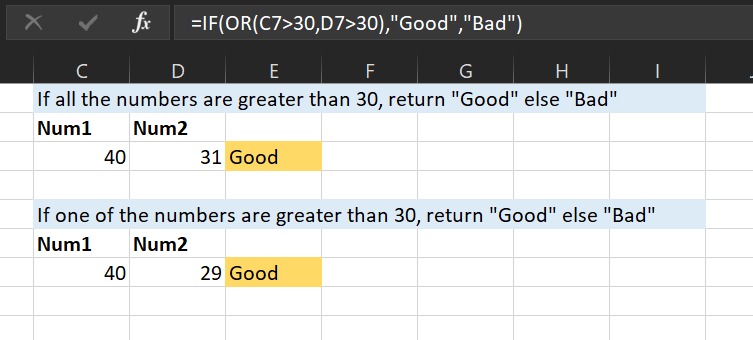 fx =IF(OR(C7>30,D7>30),"Good","Bad")
C D E F G H I
If all the numbers are greater than 30, return "Good" else "Bad"
Num1 Num2
40 31 Good
If one of the numbers are greater than 30, return "Good" else "Bad"
Num1 Num2
40 29 Good